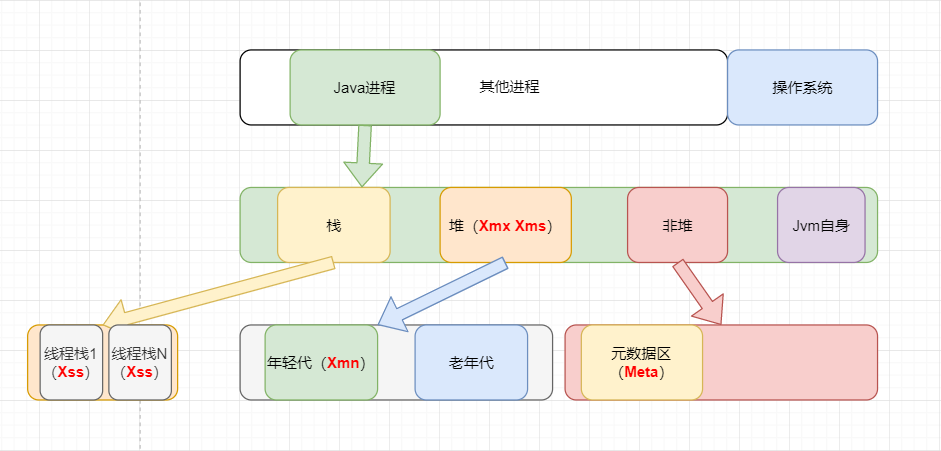 Java进程
其他进程
操作系统
栈
堆（Xmx Xms）
非堆
Jvm自身
线程栈1
（Xss）
线程栈N
（Xss）
年轻代（Xmn）
老年代
元数据区
（Meta）